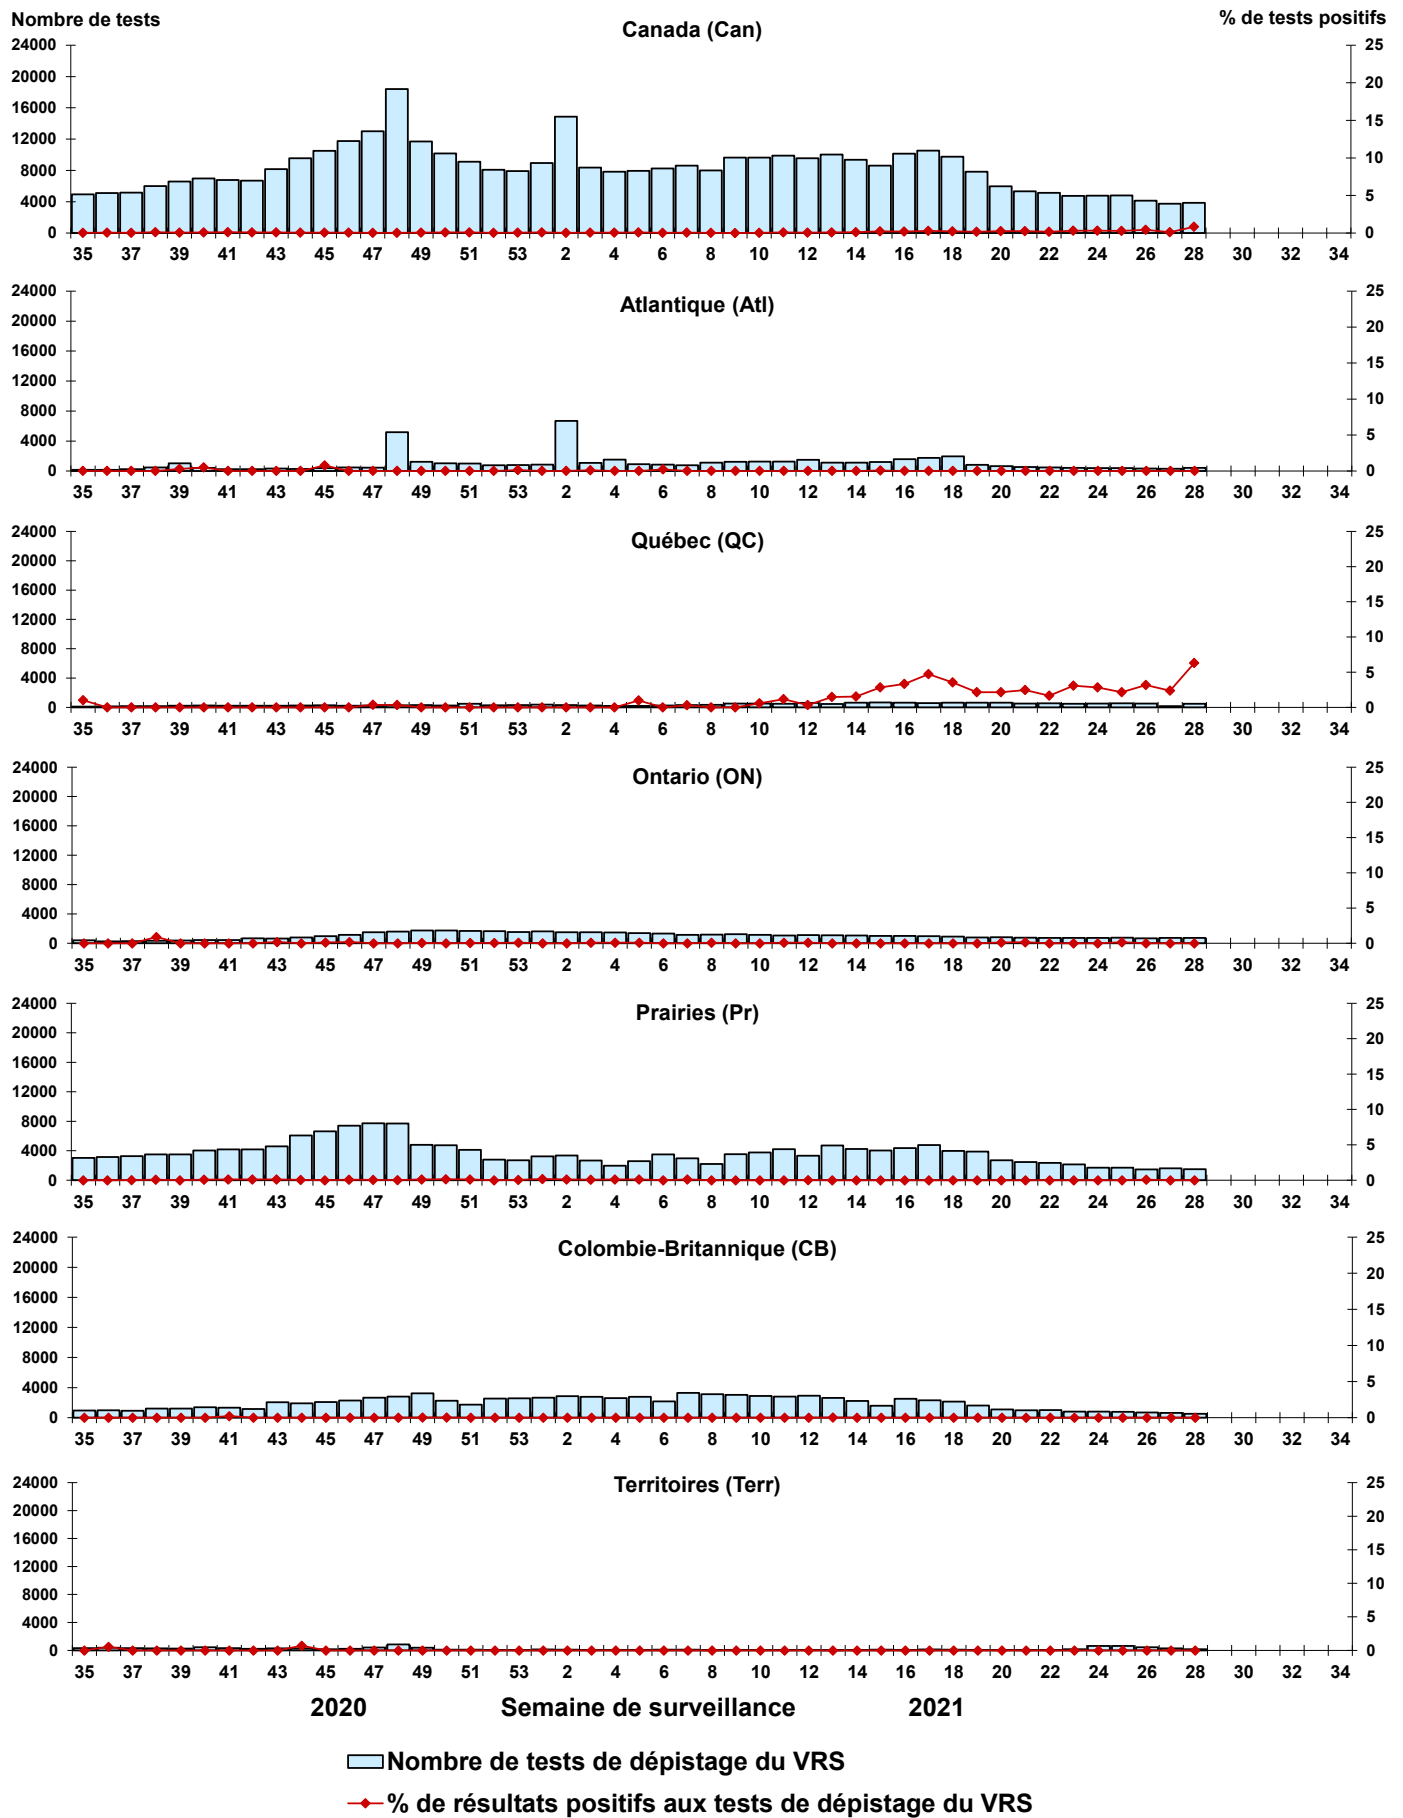 Nombre de tests
% de tests positifs
Canada (Can)
24000 25
20000 20
16000 15
12000 10
8000 5
4000 0
0
35 37 39 41 43 45 47 49 51 53 2 4 6 8 10 12 14 16 18 20 22 24 26 28 30 32 34
Atlantique (Atl)
24000 25
20000 20
16000 15
12000 10
8000 5
4000 0
0
35 37 39 41 43 45 47 49 51 53 2 4 6 8 10 12 14 16 18 20 22 24 26 28 30 32 34
Québec (QC)
24000 25
20000 20
16000 15
12000 10
8000 5
4000 0
0
35 37 39 41 43 45 47 49 51 53 2 4 6 8 10 12 14 16 18 20 22 24 26 28 30 32 34
Ontario (ON)
24000 25
20000 20
16000 15
12000 10
8000 5
4000 0
0
35 37 39 41 43 45 47 49 51 53 2 4 6 8 10 12 14 16 18 20 22 24 26 28 30 32 34
Prairies (Pr)
24000 25
20000 20
16000 15
12000 10
8000 5
4000 0
0
35 37 39 41 43 45 47 49 51 53 2 4 6 8 10 12 14 16 18 20 22 24 26 28 30 32 34
Colombie-Britannique (CB)
24000 25
20000 20
16000 15
12000 10
8000 5
4000 0
0
35 37 39 41 43 45 47 49 51 53 2 4 6 8 10 12 14 16 18 20 22 24 26 28 30 32 34
Territoires (Terr)
24000 25
20000 20
16000 15
12000 10
8000 5
4000 0
0
35 37 39 41 43 45 47 49 51 53 2 4 6 8 10 12 14 16 18 20 22 24 26 28 30 32 34
2020 Semaine de surveillance 2021
Nombre de tests de dépistage du VRS
% de résultats positifs aux tests de dépistage du VRS